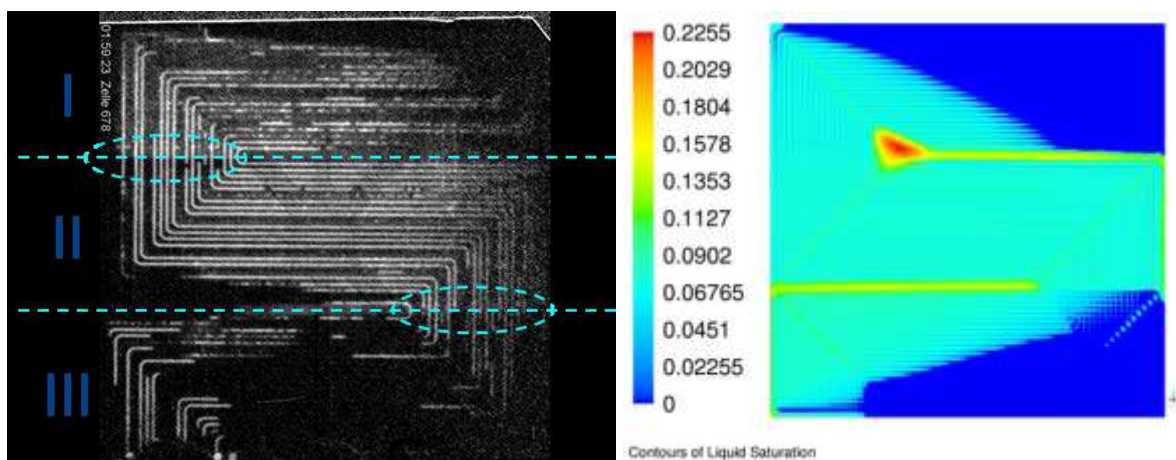 01:59:23 Zelle 678
I
II
III
0.2255
0.2029
0.1804
0.1578
0.1353
0.1127
0.0902
0.06765
0.0451
0.02255
0
Contours of Liquid Saturation